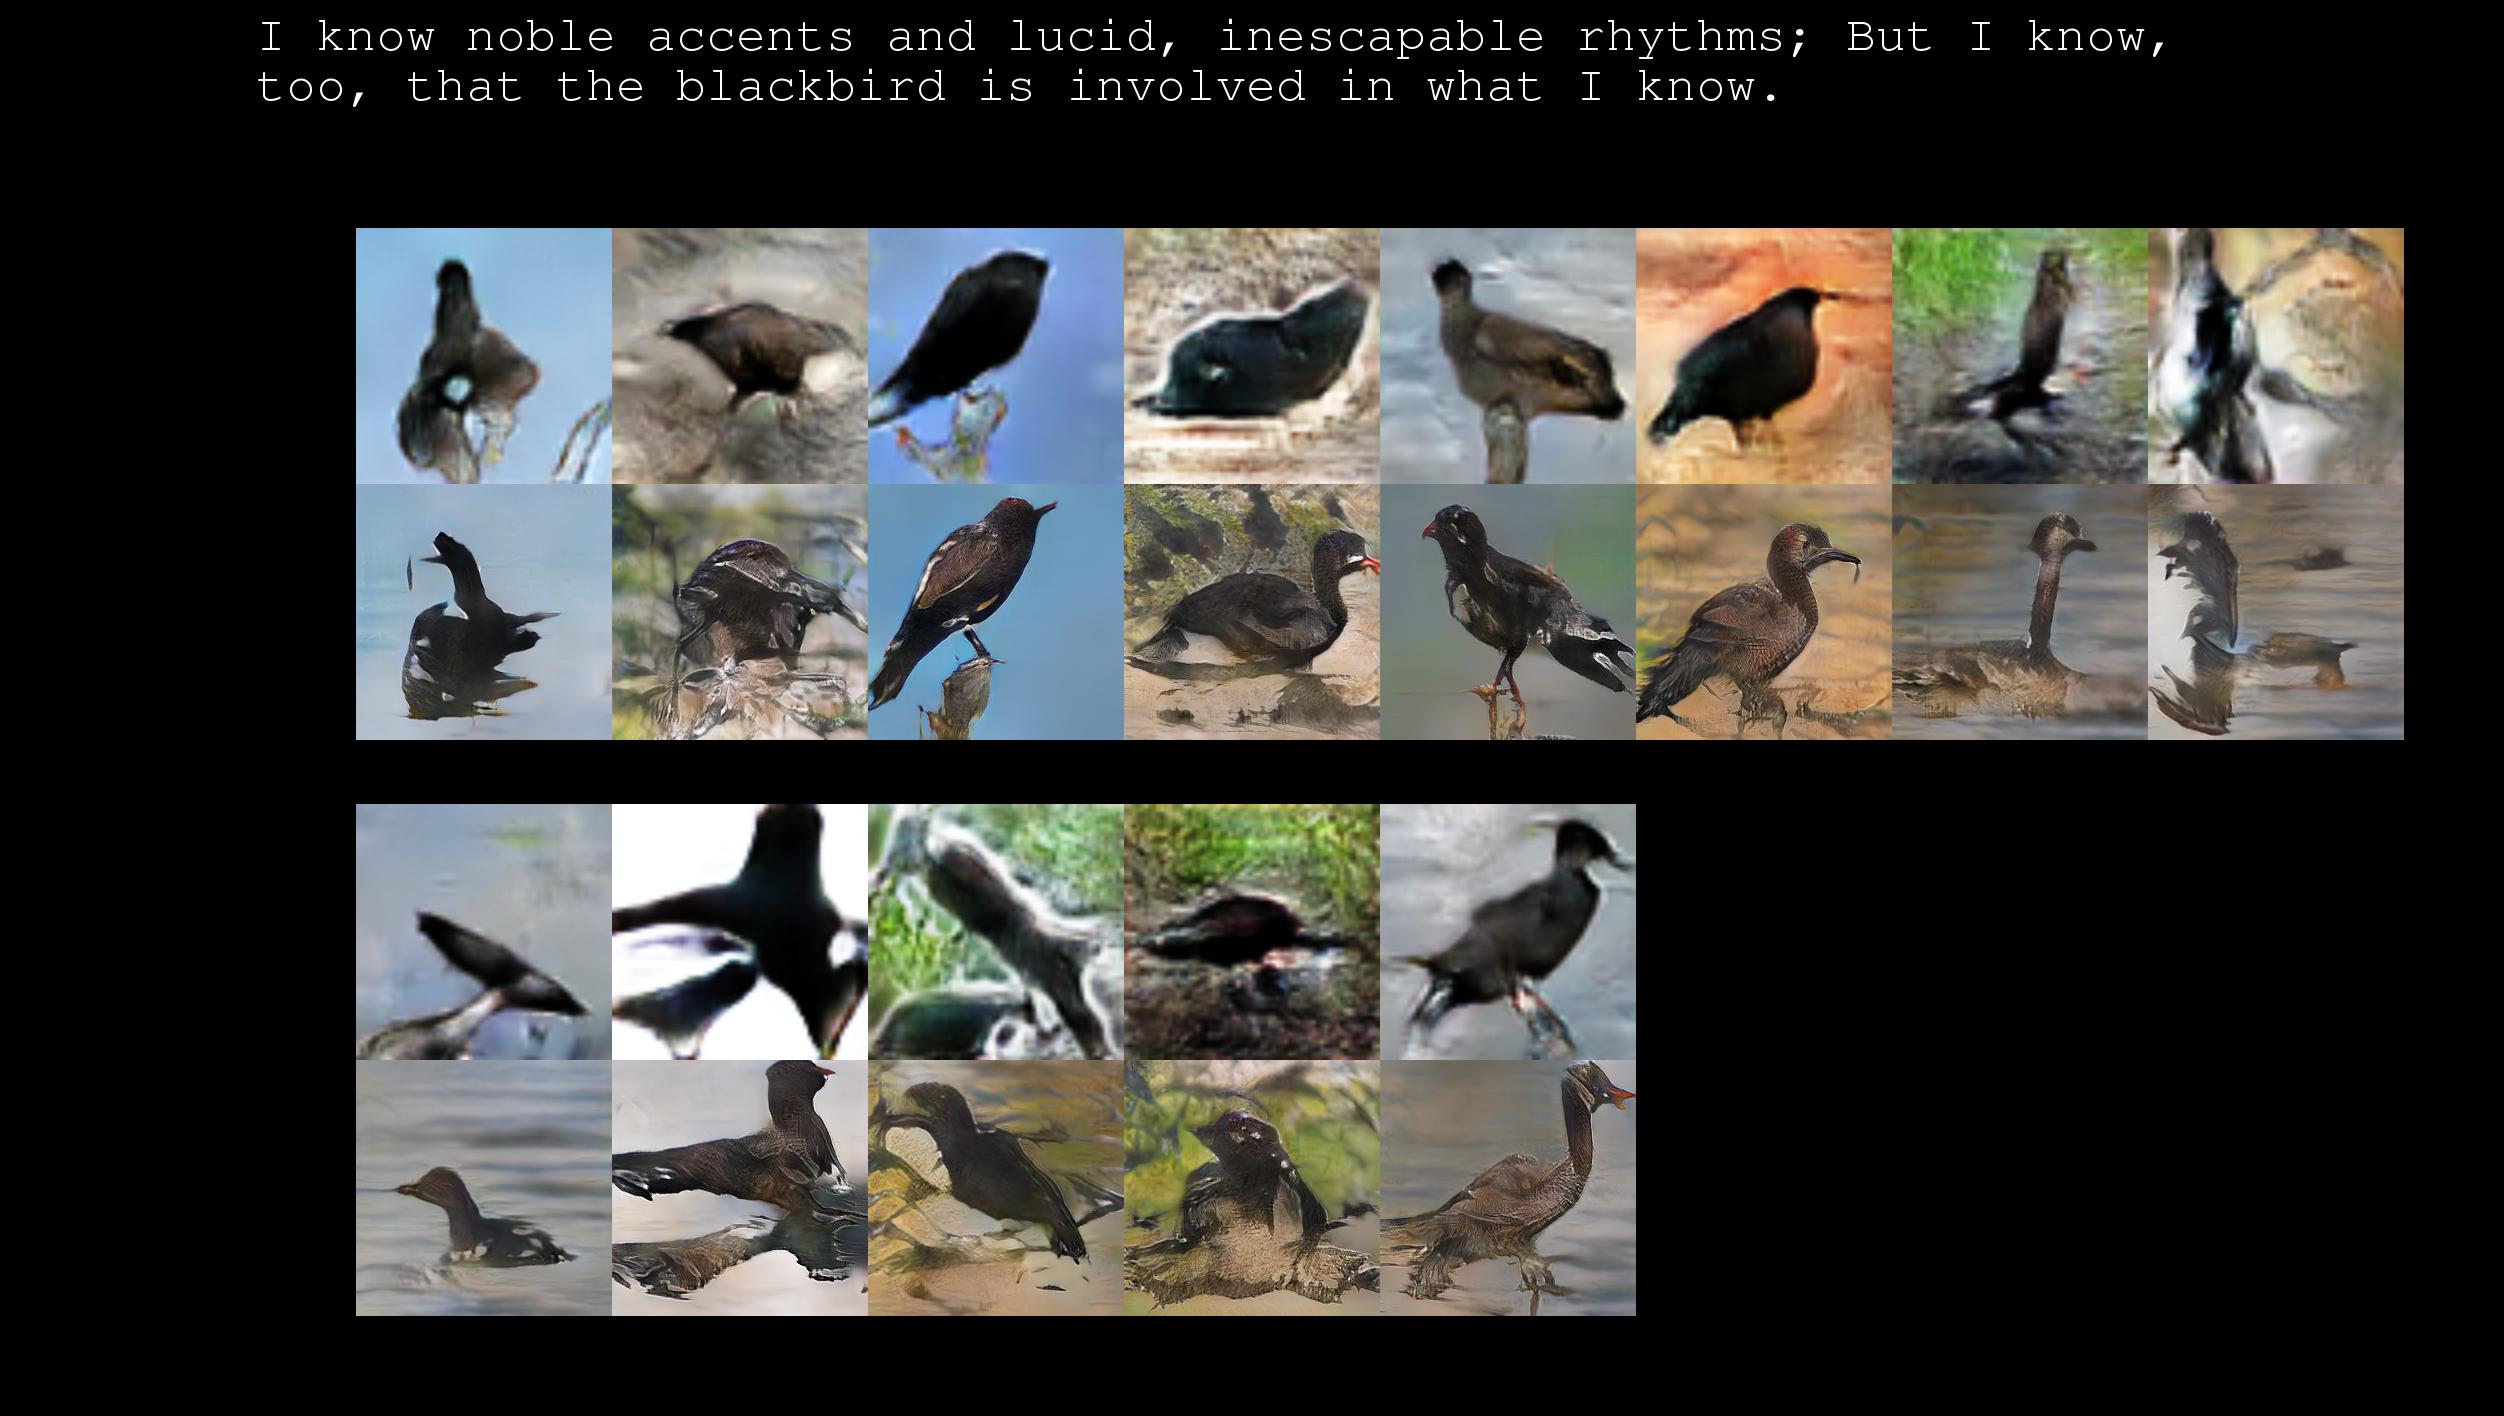 I know noble accents and lucid, inescapable rhythms; But I know,
too, that the blackbird is involved in what I know.